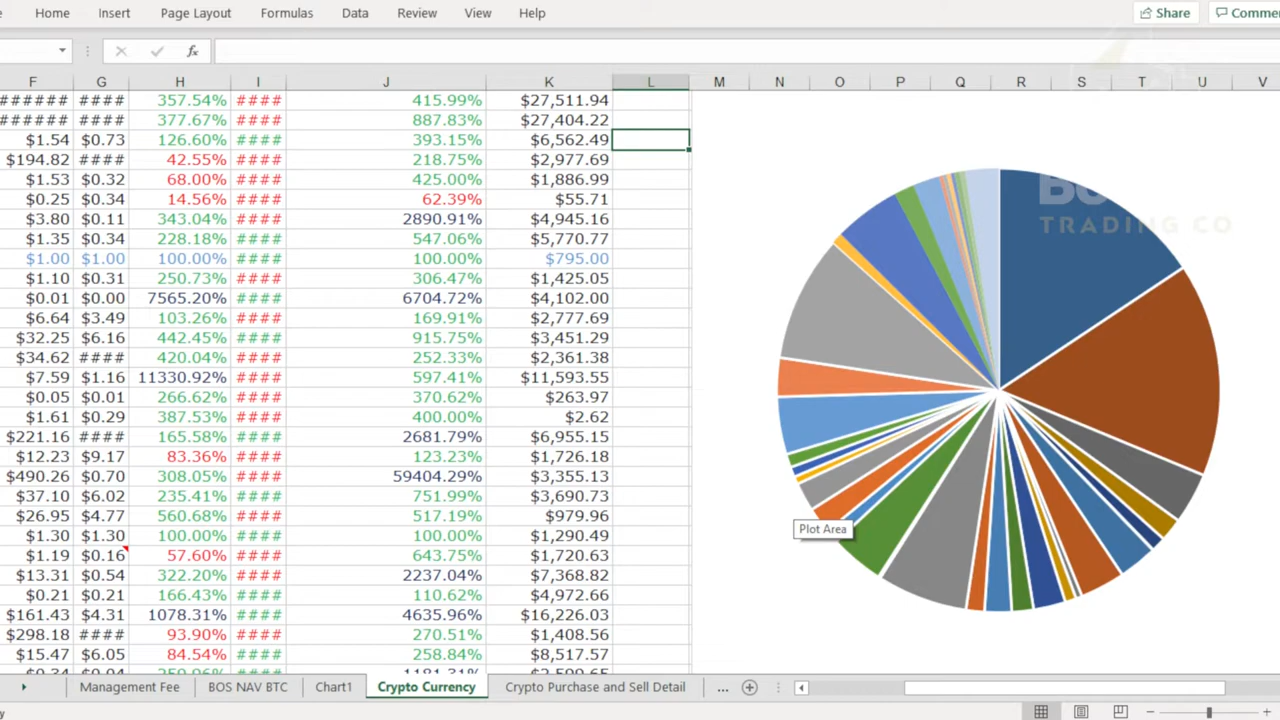 Home Insert Page Layout Formulas Data Review View Help Share
fx
F G H I J K L M N O P Q R S T U V
###### #### 357.54% #### 415.99% $27,511.94
###### #### 377.67% #### 887.83% $27,404.22
$1.54 $0.73 126.60% #### 393.15% $6,562.49
$194.82 #### 42.55% #### 218.75% $2,977.69
$1.53 $0.32 68.00% #### 425.00% $1,886.99
$0.25 $0.34 14.56% #### 62.39% $55.71
$3.80 $0.11 343.04% #### 2890.91% $4,945.16
TRADING CO
$1.35 $0.34 228.18% #### 547.06% $5,770.77
$1.00 $1.00 100.00% #### 100.00% $795.00
$1.10 $0.31 250.73% #### 306.47% $1,425.05
$0.01 $0.00 7565.20% #### 6704.72% $4,102.00
$6.64 $3.49 103.26% #### 169.91% $2,777.69
$32.25 $6.16 442.45% #### 915.75% $3,451.29
$34.62 #### 420.04% #### 252.33% $2,361.38
$7.59 $1.16 11330.92% #### 597.41% $11,593.55
$0.05 $0.01 266.62% #### 370.62% $263.97
$1.61 $0.29 387.53% #### 400.00% $2.62
$221.16 #### 165.58% #### 2681.79% $6,955.15
$12.23 $9.17 83.36% #### 123.23% $1,726.18
$490.26 $0.70 308.05% #### 59404.29% $3,355.13
$37.10 $6.02 235.41% #### 751.99% $3,690.73
$26.95 $4.77 560.68% #### 517.19% $979.96
Plot Area
$1.30 $1.30 100.00% #### 100.00% $1,290.49
$1.19 $0.16 57.60% #### 643.75% $1,720.63
$13.31 $0.54 322.20% #### 2237.04% $7,368.82
$0.21 $0.21 166.43% #### 110.62% $4,972.66
$161.43 $4.31 1078.31% #### 4635.96% $16,226.03
$298.18 #### 93.90% #### 270.51% $1,408.56
$15.47 $6.05 84.54% #### 258.84% $8,517.57
Management Fee BOS NAV BTC Chart1 Crypto Currency Crypto Purchase and Sell Detail ...